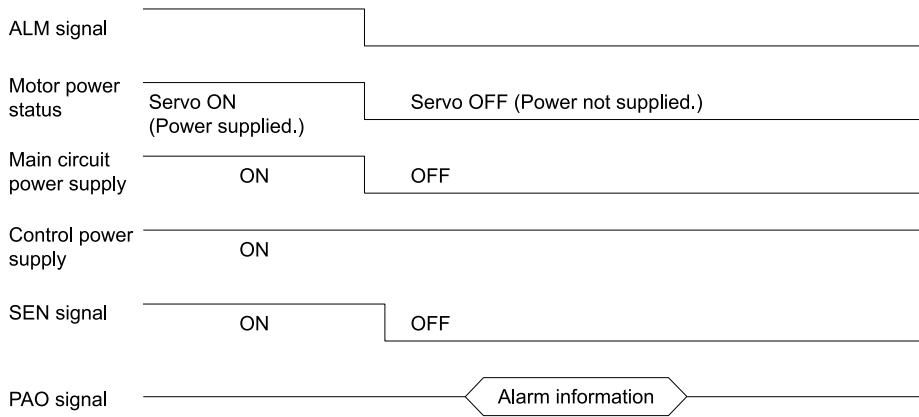 ALM signal
Motor power
status
Servo ON
(Power supplied.)
Servo OFF (Power not supplied.)
Main circuit
power supply
ON
OFF
Control power
supply
ON
SEN signal
ON
OFF
PAO signal
Alarm information